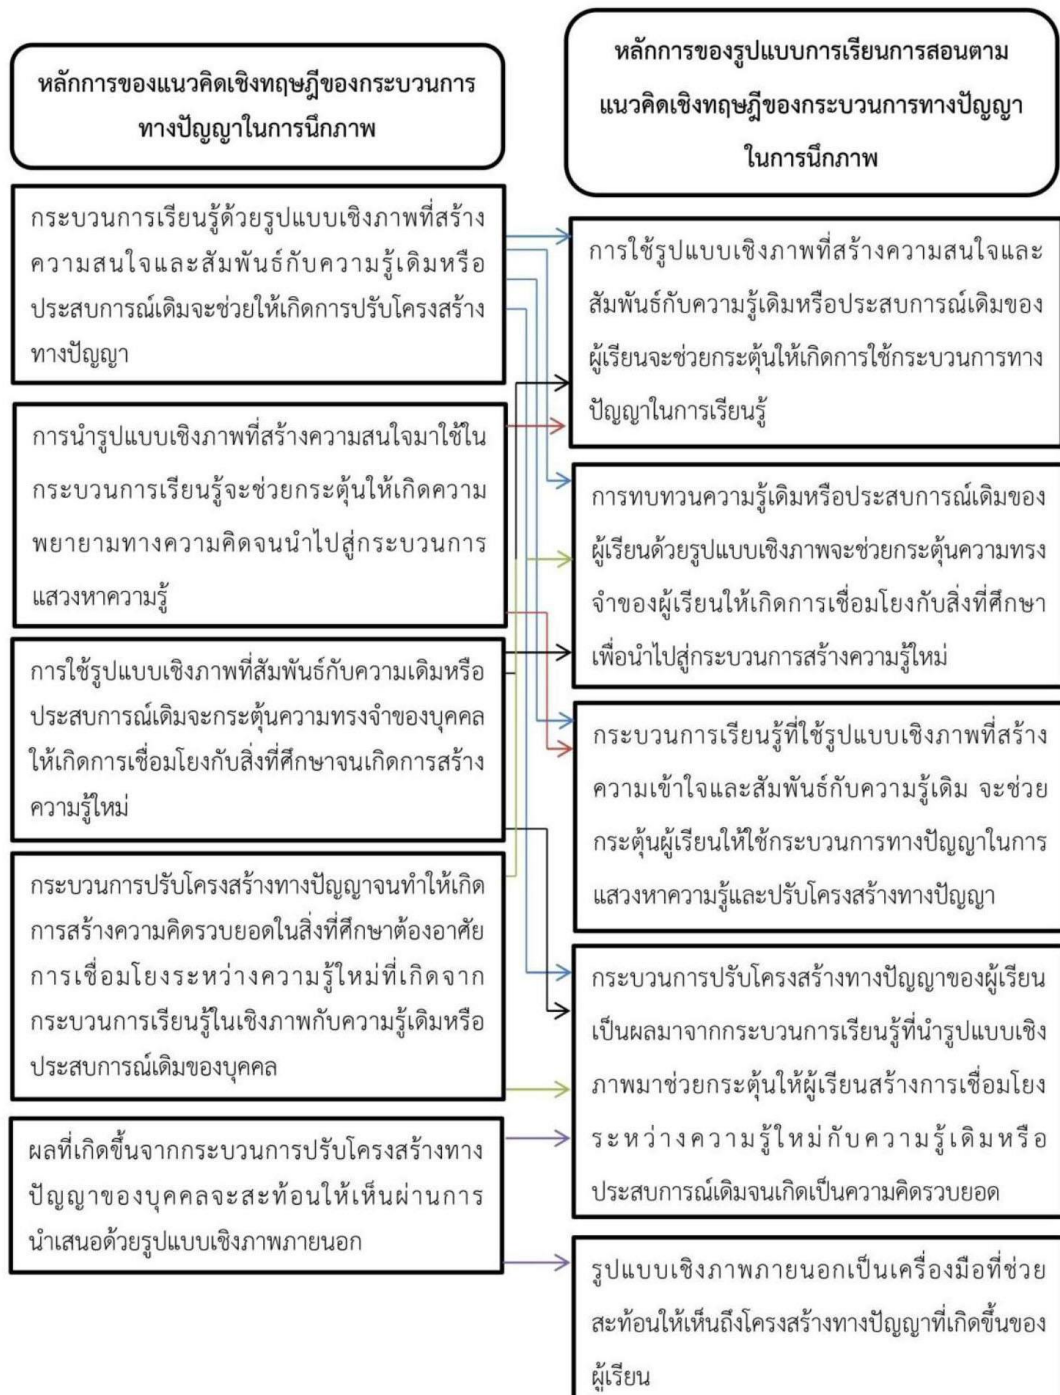 หลักการของแนวคิดเชิงทฤษฎีของกระบวนการ
ทางปัญญาในการนึกภาพ
กระบวนการเรียนรู้ด้วยรูปแบบเชิงภาพที่สร้าง
ความสนใจและสัมพันธ์กับความรู้เดิมหรือ
ประสบการณ์เดิมจะช่วยให้เกิดการปรับโครงสร้าง
ทางปัญญา
การนำรูปแบบเชิงภาพที่สร้างความสนใจมาใช้ใน
กระบวนการเรียนรู้จะช่วยกระตุ้นให้เกิดความ
พยายามทางความคิดจนนำไปสู่กระบวนการ
แสวงหาความรู้
การใช้รูปแบบเชิงภาพที่สัมพันธ์กับความเดิมหรือ
ประสบการณ์เดิมจะกระตุ้นความทรงจำของบุคคล
ให้เกิดการเชื่อมโยงกับสิ่งที่ศึกษาจนเกิดการสร้าง
ความรู้ใหม่
กระบวนการปรับโครงสร้างทางปัญญาจนทำให้เกิด
การสร้างความคิดรวบยอดในสิ่งที่ศึกษาต้องอาศัย
การเชื่อมโยงระหว่างความรู้ใหม่ที่เกิดจาก
กระบวนการเรียนรู้ในเชิงภาพกับความรู้เดิมหรือ
ประสบการณ์เดิมของบุคคล
ผลที่เกิดขึ้นจากกระบวนการปรับโครงสร้างทาง
ปัญญาของบุคคลจะสะท้อนให้เห็นผ่านการ
นำเสนอด้วยรูปแบบเชิงภาพภายนอก
หลักการของรูปแบบการเรียนการสอนตาม
แนวคิดเชิงทฤษฎีของกระบวนการทางปัญญา
ในการนึกภาพ
การใช้รูปแบบเชิงภาพที่สร้างความสนใจและ
สัมพันธ์กับความรู้เดิมหรือประสบการณ์เดิมของ
ผู้เรียนจะช่วยกระตุ้นให้เกิดการใช้กระบวนการทาง
ปัญญาในการเรียนรู้
การทบทวนความรู้เดิมหรือประสบการณ์เดิมของ
ผู้เรียนด้วยรูปแบบเชิงภาพจะช่วยกระตุ้นความทรง
จำของผู้เรียนให้เกิดการเชื่อมโยงกับสิ่งที่ศึกษา
เพื่อนำไปสู่กระบวนการสร้างความรู้ใหม่
กระบวนการเรียนรู้ที่ใช้รูปแบบเชิงภาพที่สร้าง
ความเข้าใจและสัมพันธ์กับความรู้เดิม จะช่วย
กระตุ้นผู้เรียนให้ใช้กระบวนการทางปัญญาในการ
แสวงหาความรู้และปรับโครงสร้างทางปัญญา
กระบวนการปรับโครงสร้างทางปัญญาของผู้เรียน
เป็นผลมาจากกระบวนการเรียนรู้ที่นำรูปแบบเชิง
ภาพมาช่วยกระตุ้นให้ผู้เรียนสร้างการเชื่อมโยง
ระหว่างความรู้ใหม่กับความรู้เดิมหรือ
ประสบการณ์เดิมจนเกิดเป็นความคิดรวบยอด
รูปแบบเชิงภาพภายนอกเป็นเครื่องมือที่ช่วย
สะท้อนให้เห็นถึงโครงสร้างทางปัญญาที่เกิดขึ้นของ
ผู้เรียน